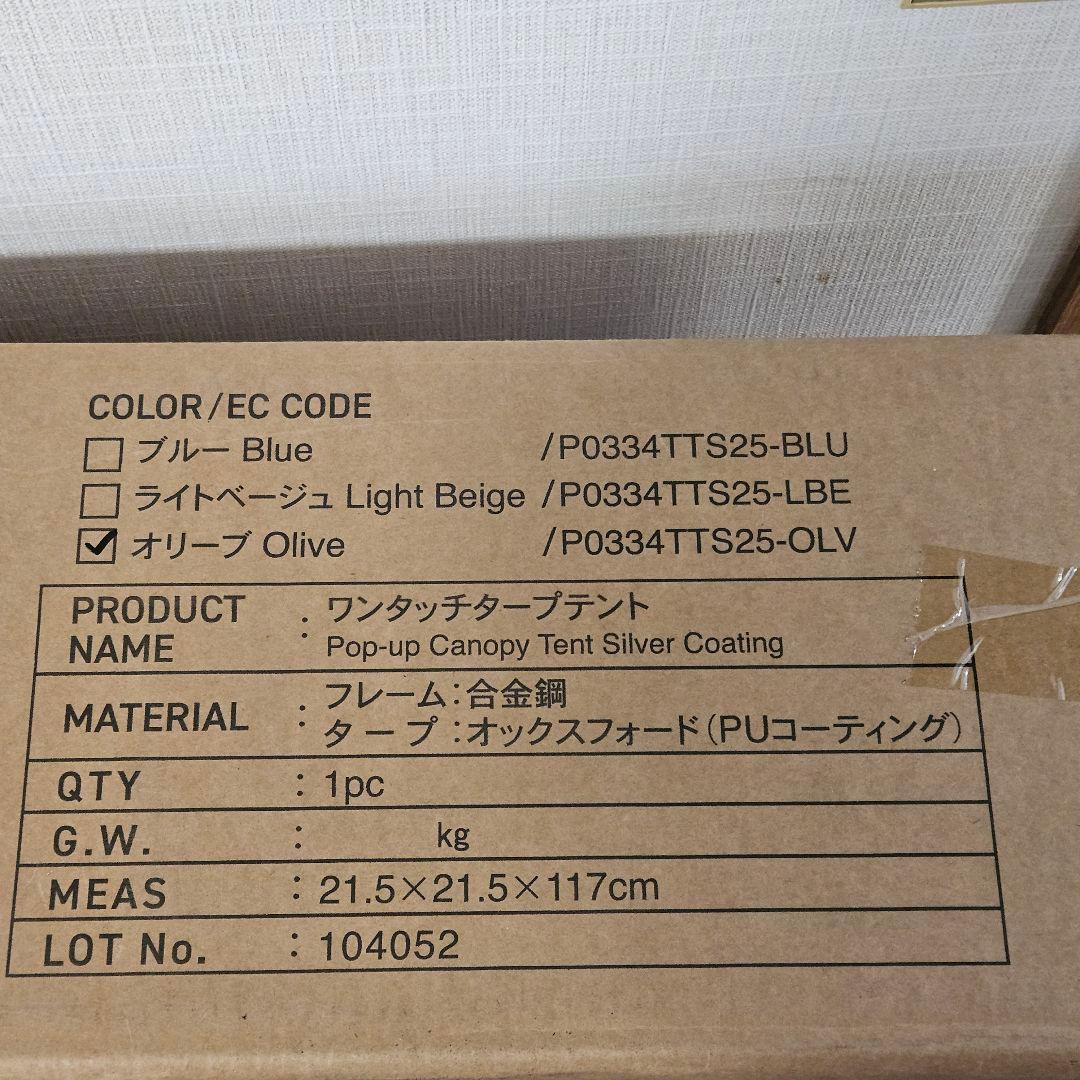 COLOR/EC CODE
□ ブルー Blue /P0334TTS25-BLU
□ ライトベージュ Light Beige /P0334TTS25-LBE
☑ オリーブ Olive /P0334TTS25-OLV
PRODUCT NAME : ワンタッチタープテント
Pop-up Canopy Tent Silver Coating
MATERIAL : フレーム:合金鋼
タープ:オックスフォード(PUコーティング)
QTY : 1pc
G.W. : kg
MEAS : 21.5×21.5×117cm
LOT No. : 104052